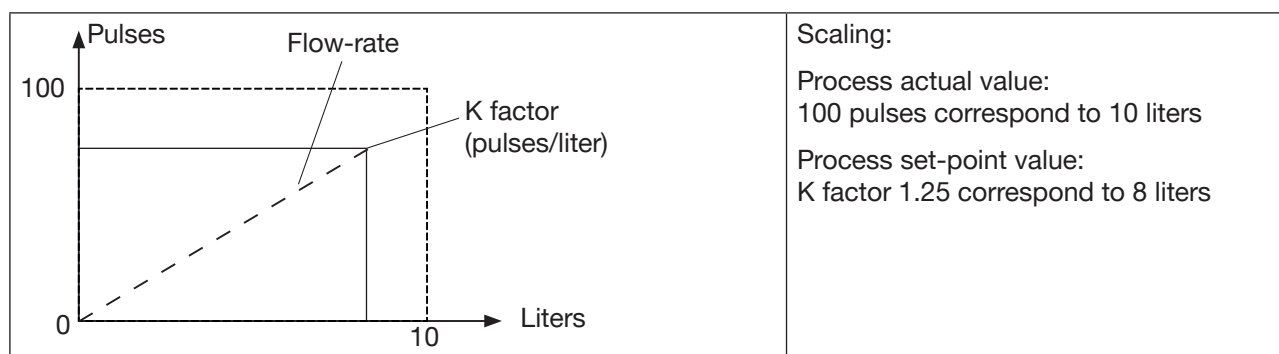 Pulses
Flow-rate
100
K factor
(pulses/liter)
0
10
Liters
Scaling:
Process actual value:
100 pulses correspond to 10 liters
Process set-point value:
K factor 1.25 correspond to 8 liters